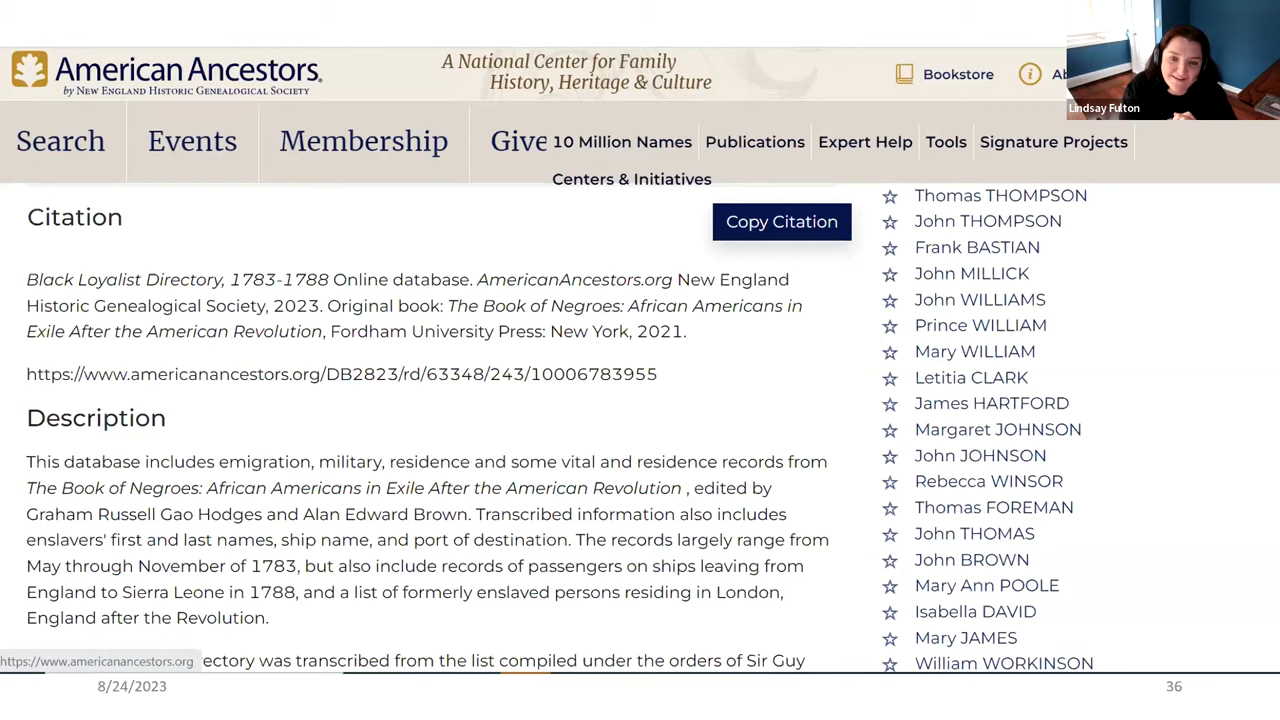 American Ancestors®
by NEW ENGLAND HISTORIC GENEALOGICAL SOCIETY
A National Center for Family
History, Heritage & Culture
Bookstore
Lindsay Fulton
Search
Events
Membership
Give
10 Million Names
Publications
Expert Help
Tools
Signature Projects
Centers & Initiatives
Citation
Copy Citation
Black Loyalist Directory, 1783-1788 Online database. AmericanAncestors.org New England
Historic Genealogical Society, 2023. Original book: The Book of Negroes: African Americans in
Exile After the American Revolution, Fordham University Press: New York, 2021.
https://www.americanancestors.org/DB2823/rd/63348/243/10006783955
Description
This database includes emigration, military, residence and some vital and residence records from
The Book of Negroes: African Americans in Exile After the American Revolution , edited by
Graham Russell Gao Hodges and Alan Edward Brown. Transcribed information also includes
enslavers' first and last names, ship name, and port of destination. The records largely range from
May through November of 1783, but also include records of passengers on ships leaving from
England to Sierra Leone in 1788, and a list of formerly enslaved persons residing in London,
England after the Revolution.
https://www.americanancestors.org
ectory was transcribed from the list compiled under the orders of Sir Guy
Thomas THOMPSON
John THOMPSON
Frank BASTIAN
John MILLICK
John WILLIAMS
Prince WILLIAM
Mary WILLIAM
Letitia CLARK
James HARTFORD
Margaret JOHNSON
John JOHNSON
Rebecca WINSOR
Thomas FOREMAN
John THOMAS
John BROWN
Mary Ann POOLE
Isabella DAVID
Mary JAMES
William WORKINSON
8/24/2023
36